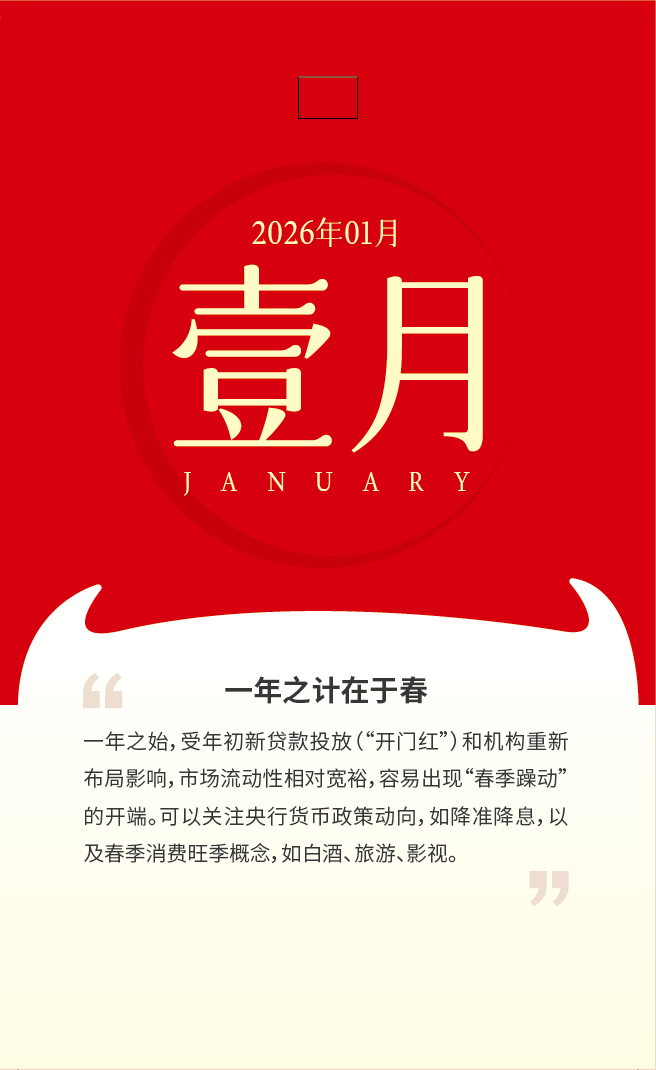 2026年01月
壹月
JANUARY
一年之计在于春
一年之始，受年初新贷款投放（“开门红”）和机构重新
布局影响，市场流动性相对宽裕，容易出现“春季躁动”
的开端。可以关注央行货币政策动向，如降准降息，以
及春季消费旺季概念，如白酒、旅游、影视。